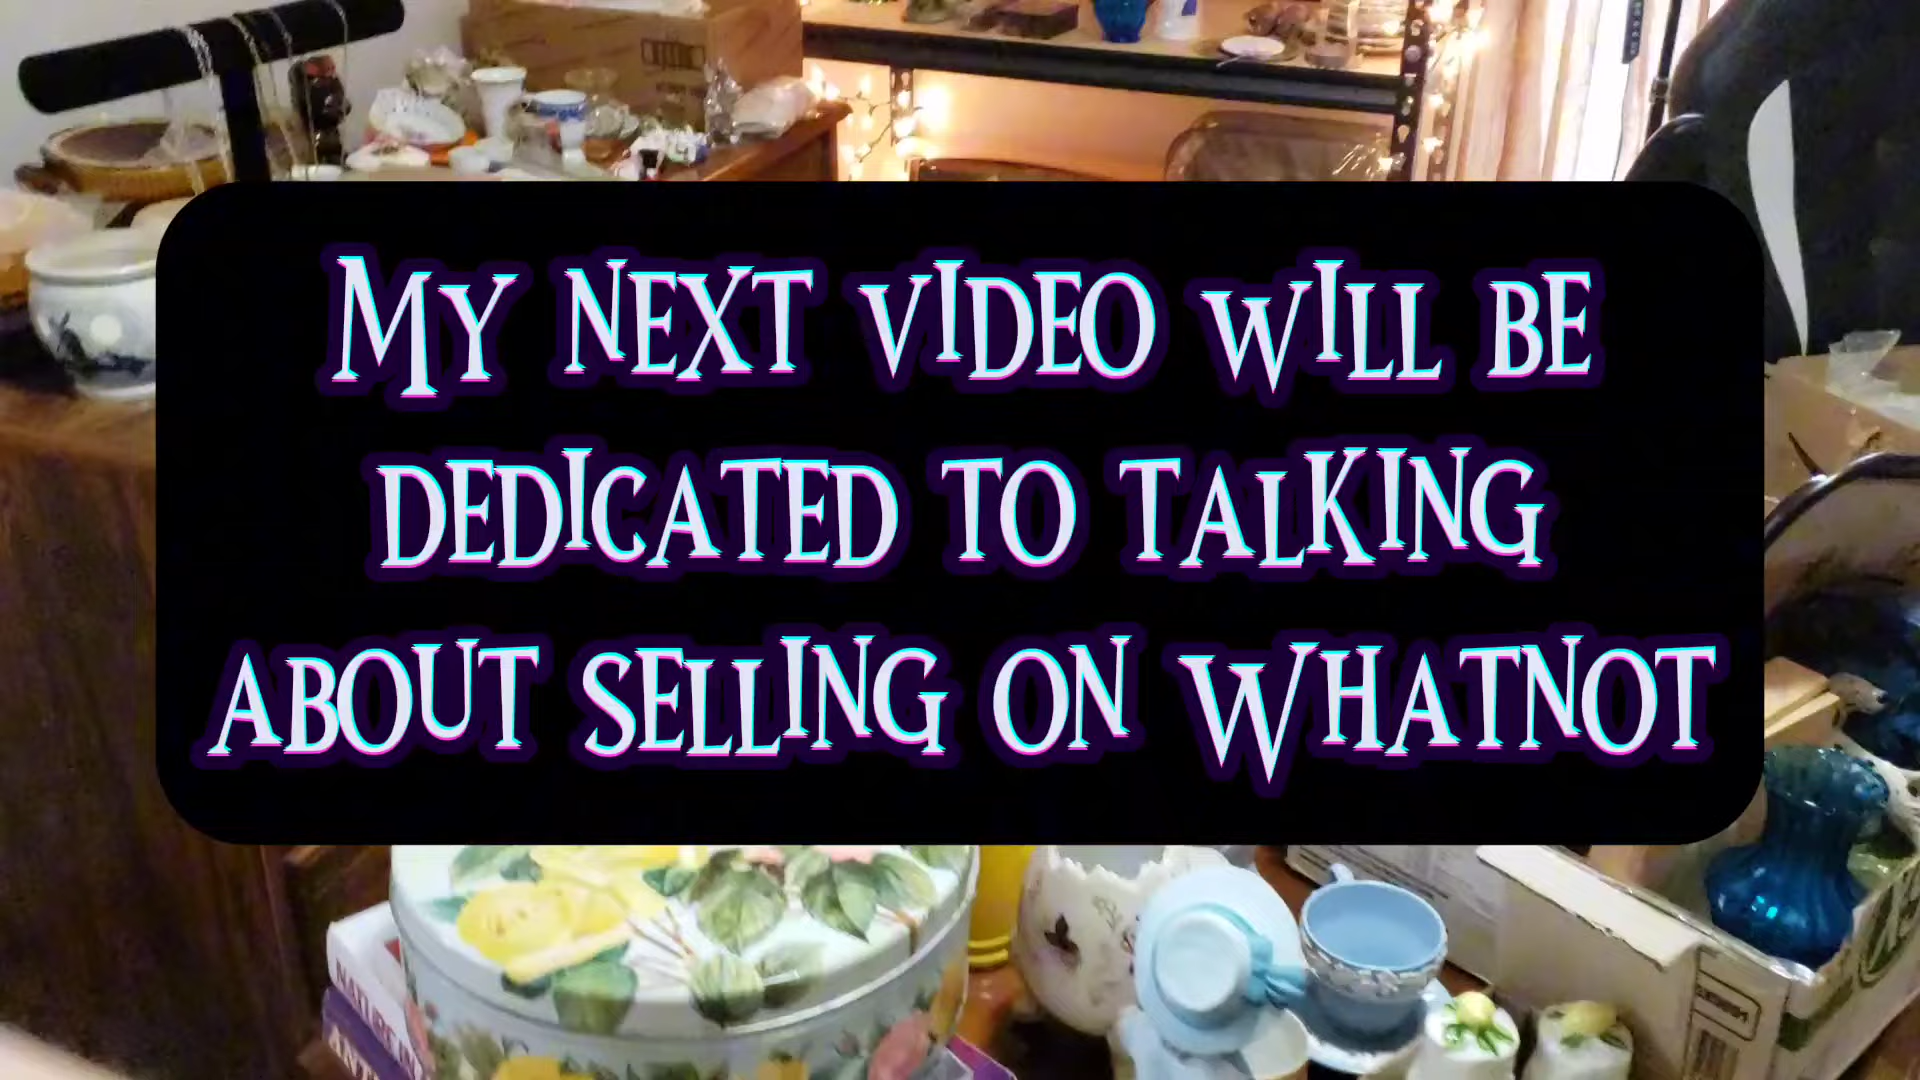 My next video will be
dedicated to talking
about selling on Whatnot